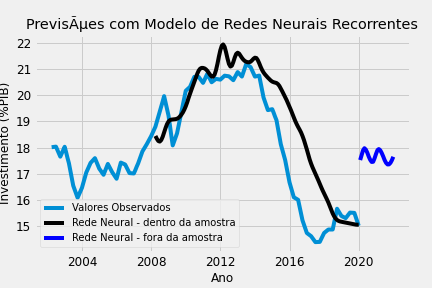 PrevisÃµes com Modelo de Redes Neurais Recorrentes
Investimento (%PIB)
22
21
20
19
18
17
16
15
Valores Observados
Rede Neural - dentro da amostra
Rede Neural - fora da amostra
2004
2008
2012
2016
2020
Ano